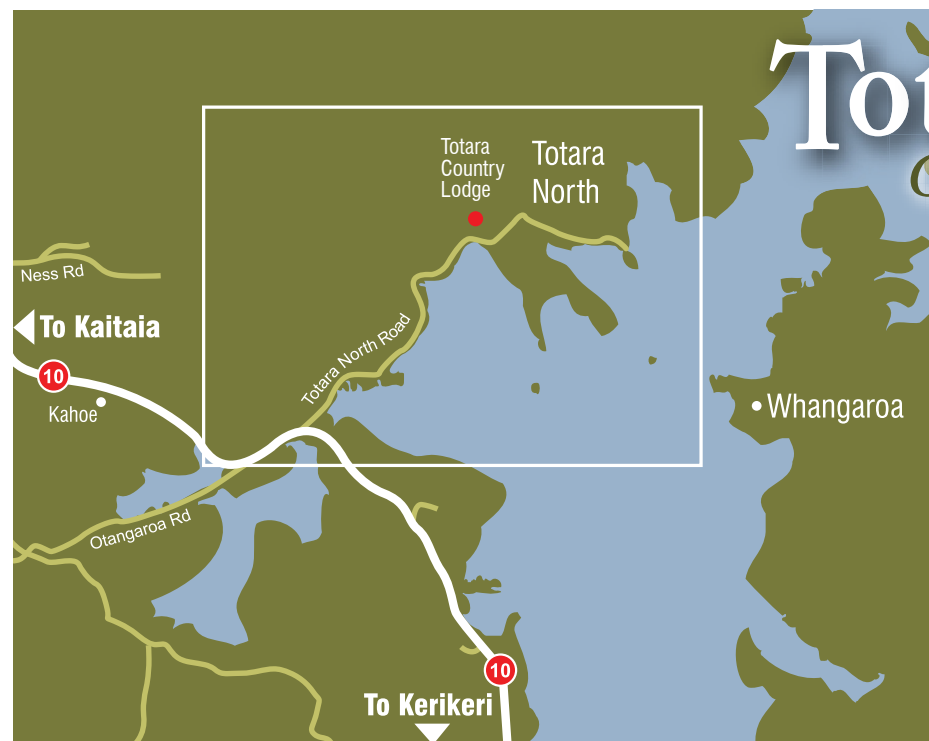 Tot
Totara
Country
Lodge
Totara
North
Ness Rd
To Kaitaia
10
Kahoe
Totara North Road
Whangaroa
Otangaroa Rd
10
To Kerikeri